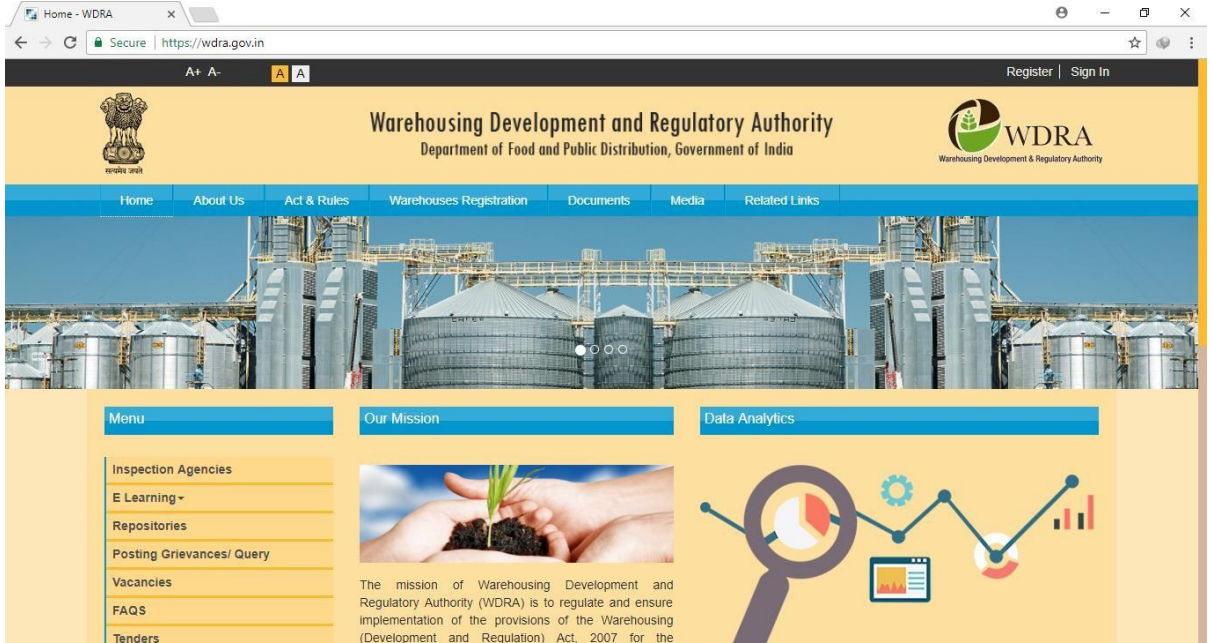 Home - WDRA
Secure | https://wdra.gov.in
A+ A- A A Register | Sign In
सत्यमेव जयते
Warehousing Development and Regulatory Authority
Department of Food and Public Distribution, Government of India
WDRA
Warehousing Development & Regulatory Authority
Home About Us Act & Rules Warehouses Registration Documents Media Related Links
Menu
Inspection Agencies
E Learning
Repositories
Posting Grievances/ Query
Vacancies
FAQS
Tenders
Our Mission
The mission of Warehousing Development and
Regulatory Authority (WDRA) is to regulate and ensure
implementation of the provisions of the Warehousing
(Development and Regulation) Act, 2007 for the
Data Analytics